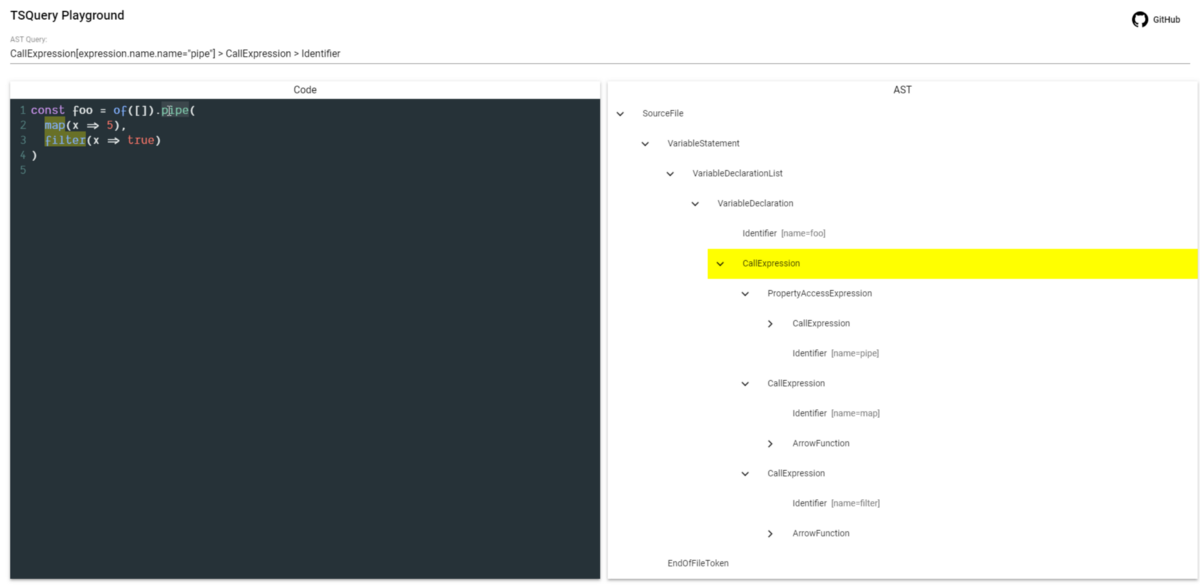 TSQuery Playground
GitHub
AST Query:
CallExpression[expression.name.name="pipe"] > CallExpression > Identifier
Code
1 const foo = of([]).pipe(
2 map(x ⇒ 5),
3 filter(x ⇒ true)
4 )
5
AST
SourceFile
VariableStatement
VariableDeclarationList
VariableDeclaration
Identifier [name=foo]
CallExpression
PropertyAccessExpression
CallExpression
Identifier [name=pipe]
CallExpression
Identifier [name=map]
ArrowFunction
CallExpression
Identifier [name=filter]
ArrowFunction
EndOfFileToken